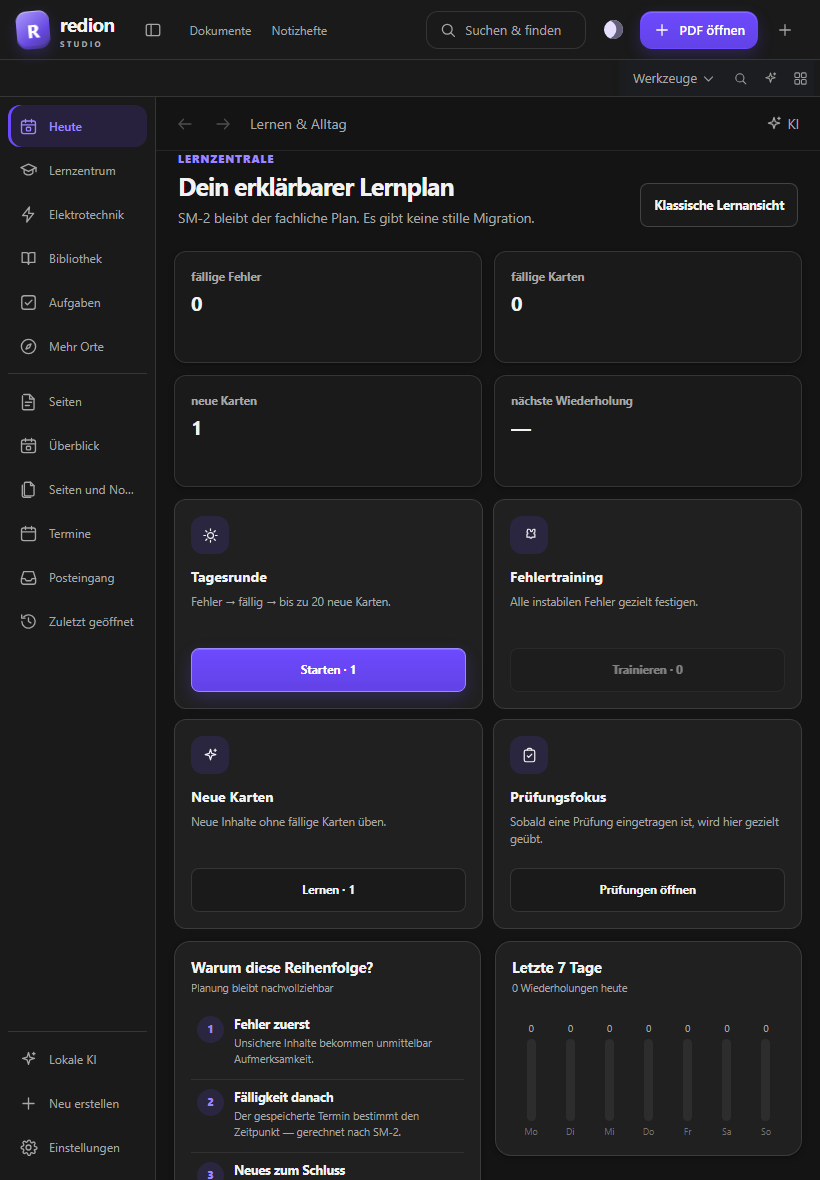 R
redion
STUDIO
Dokumente
Notizhefte
Suchen & finden
PDF öffnen
Werkzeuge
Heute
Lernzentrum
Elektrotechnik
Bibliothek
Aufgaben
Mehr Orte
Seiten
Überblick
Seiten und No...
Termine
Posteingang
Zuletzt geöffnet
Lokale KI
Neu erstellen
Einstellungen
Lernen & Alltag
KI
LERNZENTRALE
Dein erklärbarer Lernplan
SM-2 bleibt der fachliche Plan. Es gibt keine stille Migration.
Klassische Lernansicht
fällige Fehler
0
fällige Karten
0
neue Karten
1
nächste Wiederholung
—
Tagesrunde
Fehler → fällig → bis zu 20 neue Karten.
Starten · 1
Fehlertraining
Alle instabilen Fehler gezielt festigen.
Trainieren · 0
Neue Karten
Neue Inhalte ohne fällige Karten üben.
Lernen · 1
Prüfungsfokus
Sobald eine Prüfung eingetragen ist, wird hier gezielt
geübt.
Prüfungen öffnen
Warum diese Reihenfolge?
Planung bleibt nachvollziehbar
1
Fehler zuerst
Unsichere Inhalte bekommen unmittelbar
Aufmerksamkeit.
2
Fälligkeit danach
Der gespeicherte Termin bestimmt den
Zeitpunkt — gerechnet nach SM-2.
3
Neues zum Schluss
Letzte 7 Tage
0 Wiederholungen heute
0 0 0 0 0 0 0
Mo Di Mi Do Fr Sa So